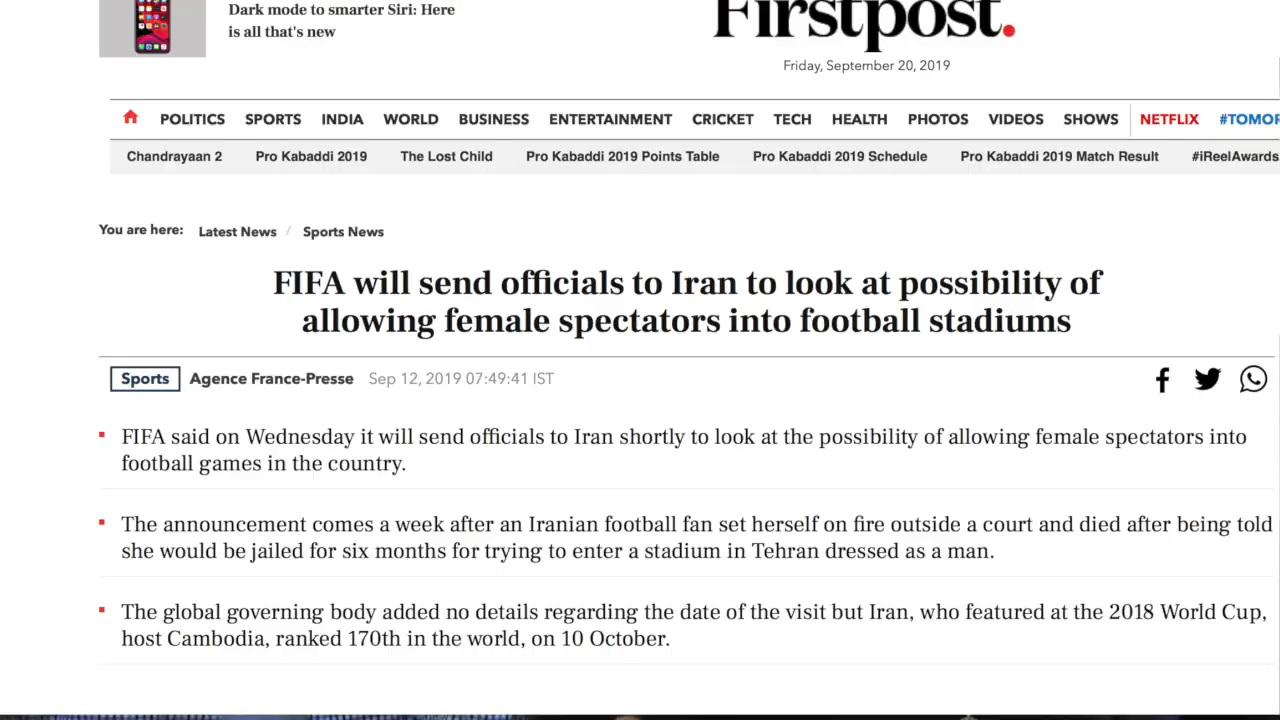 Dark mode to smarter Siri: Here
is all that's new
Firstpost.
Friday, September 20, 2019
POLITICS SPORTS INDIA WORLD BUSINESS ENTERTAINMENT CRICKET TECH HEALTH PHOTOS VIDEOS SHOWS NETFLIX #TOMOR
Chandrayaan 2 Pro Kabaddi 2019 The Lost Child Pro Kabaddi 2019 Points Table Pro Kabaddi 2019 Schedule Pro Kabaddi 2019 Match Result #iReelAwards
You are here: Latest News / Sports News
FIFA will send officials to Iran to look at possibility of
allowing female spectators into football stadiums
Sports Agence France-Presse Sep 12, 2019 07:49:41 IST
FIFA said on Wednesday it will send officials to Iran shortly to look at the possibility of allowing female spectators into
football games in the country.
The announcement comes a week after an Iranian football fan set herself on fire outside a court and died after being told
she would be jailed for six months for trying to enter a stadium in Tehran dressed as a man.
The global governing body added no details regarding the date of the visit but Iran, who featured at the 2018 World Cup,
host Cambodia, ranked 170th in the world, on 10 October.